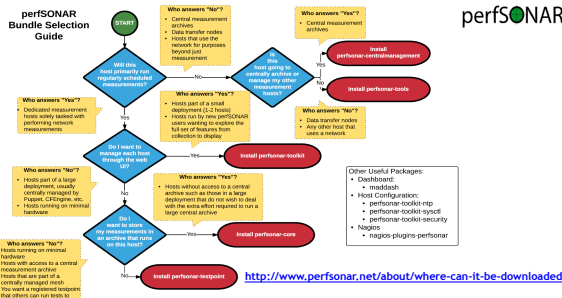 perfSONAR
Bundle Selection
Guide
START
Who answers "No"?
• Central measurement
archives
• Data transfer nodes
• Hosts that use the
network for purposes
beyond just
measurement
Who answers "Yes"?
• Central measurement
archives
perfSONAR
Will this
host primarily run
regularly scheduled
measurements?
No
Is
this
host going to
centrally archive or
manage my other
measurement
hosts?
Yes
Install
perfsonar-centralmanagement
No
Install perfsonar-tools
Who answers "Yes"?
• Dedicated measurement
hosts solely tasked with
performing network
measurements
Yes
Who answers "Yes"?
• Hosts part of a small
deployment (1-2 hosts)
• Hosts run by new perfSONAR
users wanting to explore the
full set of features from
collection to display
Who answers "No"?
• Data transfer nodes
• Any other host that
uses a network
Do I want to
manage each host
through the web
UI?
Yes
Install perfsonar-toolkit
Who answers "No"?
• Hosts part of a large
deployment, usually
centrally managed by
Puppet, CFEngine, etc.
• Hosts running on minimal
hardware
No
Who answers "Yes"?
• Hosts without access to a central
archive such as those in a large
deployment that do not wish to deal
with the extra effort required to run a
large central archive
Other Useful Packages:
• Dashboard:
• maddash
• Host Configuration:
• perfsonar-toolkit-ntp
• perfsonar-toolkit-sysctl
• perfsonar-toolkit-security
• Nagios
• nagios-plugins-perfsonar
Do I
want to store
my measurements in
an archive that runs
on this host?
Yes
Install perfsonar-core
Who answers "No"?
Hosts running on minimal
hardware
Hosts with access to a central
measurement archive
Hosts that are part of a
centrally managed mesh
You want a registered testpoint
that others can run tests to
No
Install perfsonar-testpoint
http://www.perfsonar.net/about/where-can-it-be-downloaded